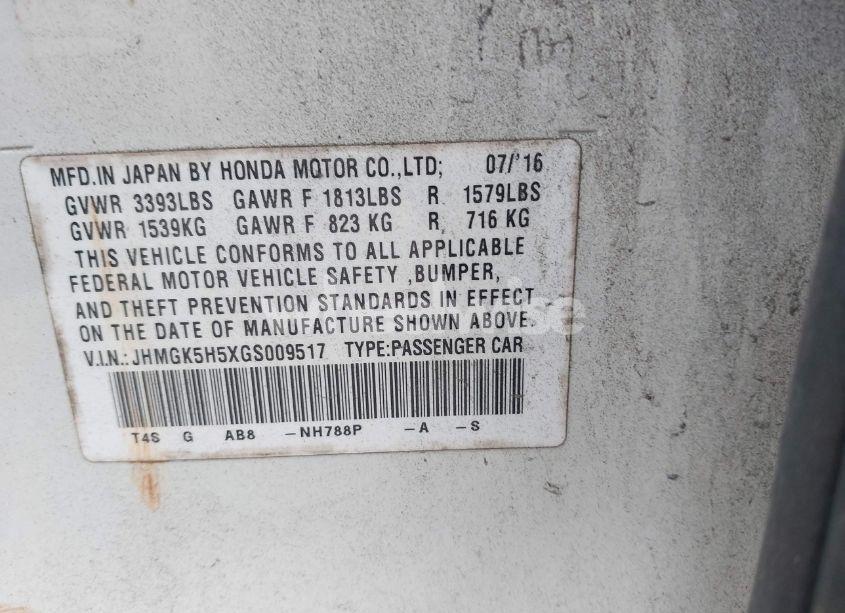 MFD.IN JAPAN BY HONDA MOTOR CO.,LTD; 07/'16
GVWR 3393LBS GAWR F 1813LBS R 1579LBS
GVWR 1539KG GAWR F 823 KG R 716 KG
THIS VEHICLE CONFORMS TO ALL APPLICABLE
FEDERAL MOTOR VEHICLE SAFETY ,BUMPER,
AND THEFT PREVENTION STANDARDS IN EFFECT
ON THE DATE OF MANUFACTURE SHOWN ABOVE.
V.I.N.:JHMGK5H5XGS009517 TYPE:PASSENGER CAR
T4S G AB8 -NH788P -A -S